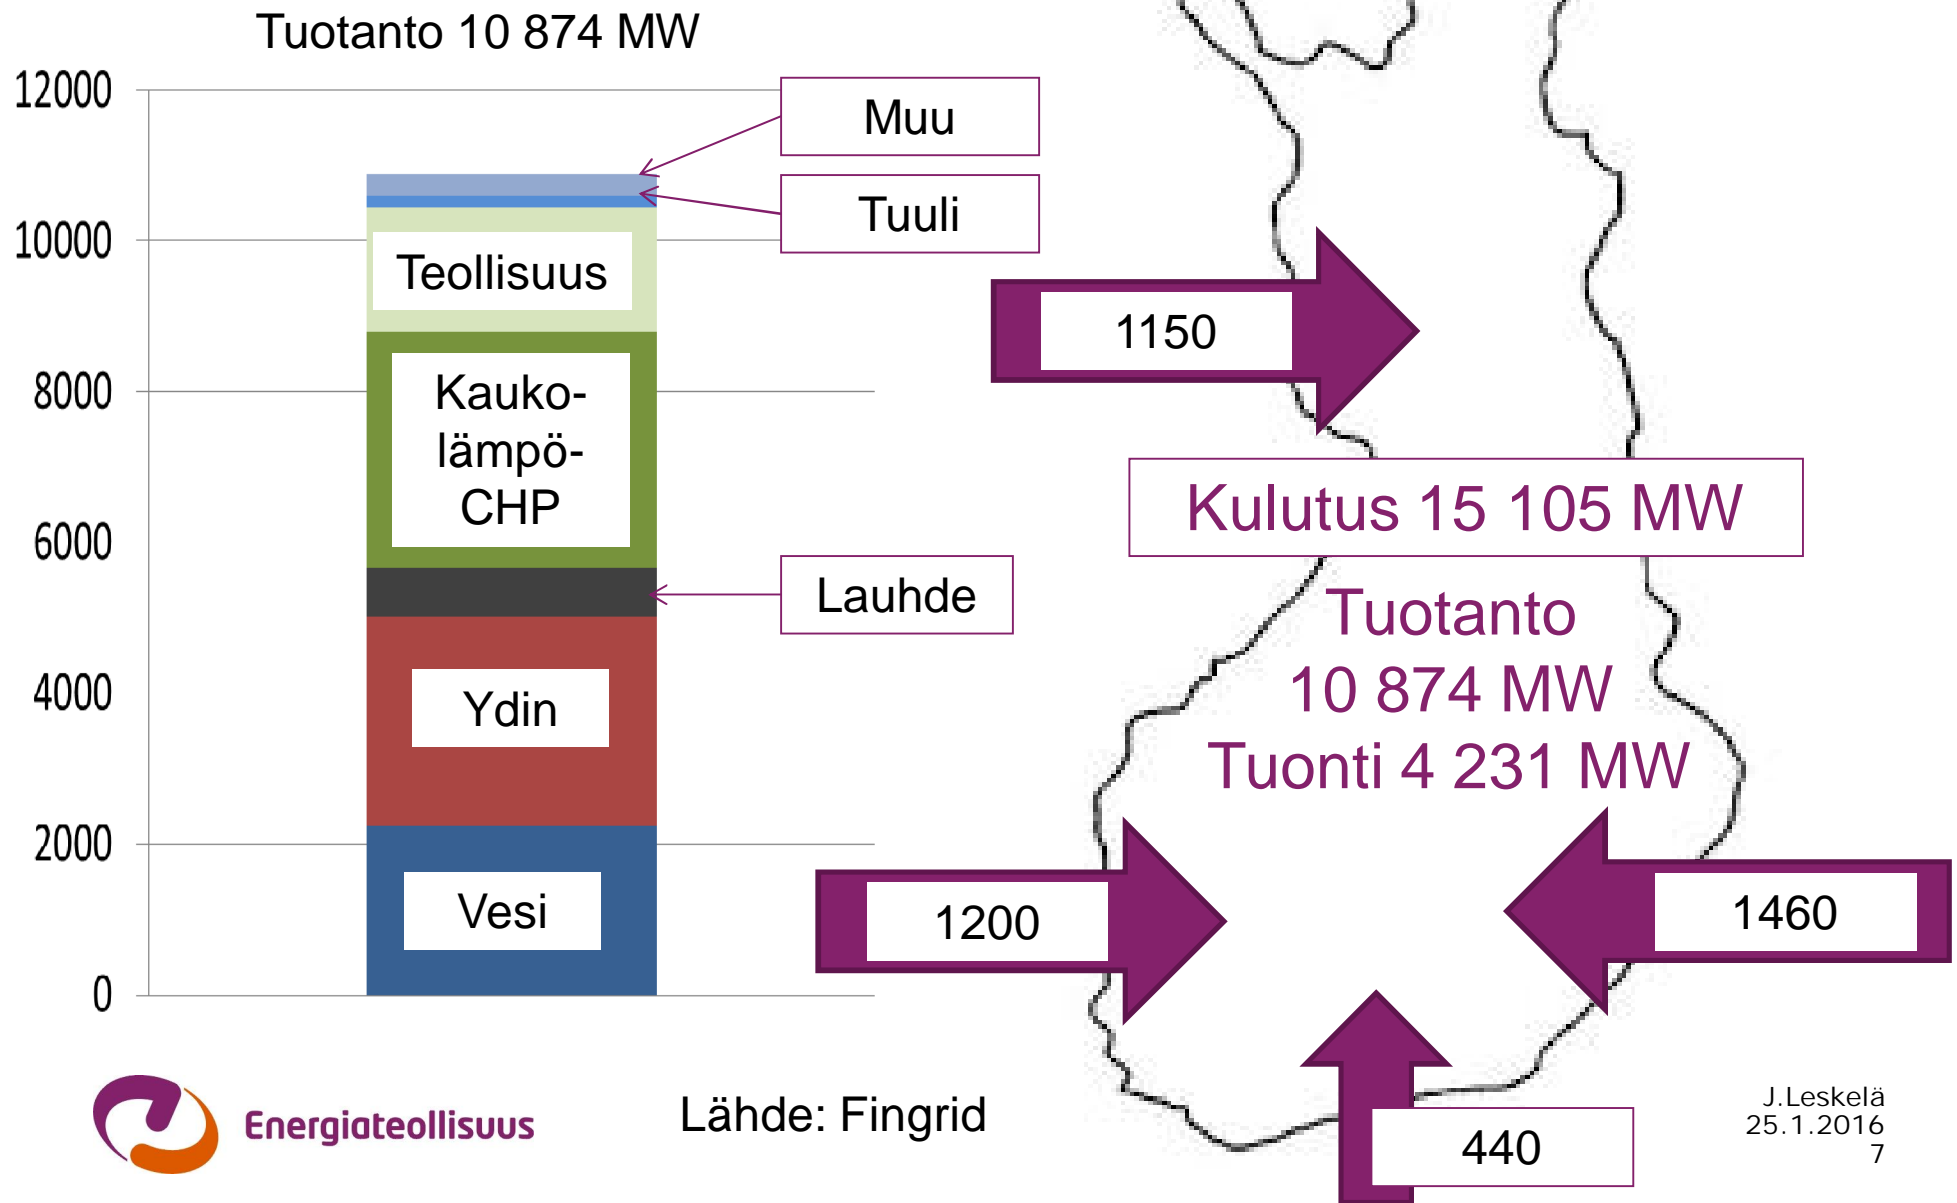 Tuotanto 10 874 MW
12000
10000
8000
6000
4000
2000
0
Muu
Tuuli
Teollisuus
Kauko-
lämpö-
CHP
Lauhde
Ydin
Vesi
1150
Kulutus 15 105 MW
Tuotanto
10 874 MW
Tuonti 4 231 MW
1200
1460
440
Energiateollisuus
Lähde: Fingrid
J.Leskelä
25.1.2016
7